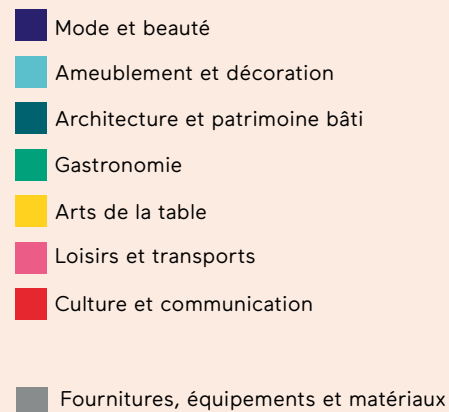 Mode et beauté
Ameublement et décoration
Architecture et patrimoine bâti
Gastronomie
Arts de la table
Loisirs et transports
Culture et communication
Fournitures, équipements et matériaux